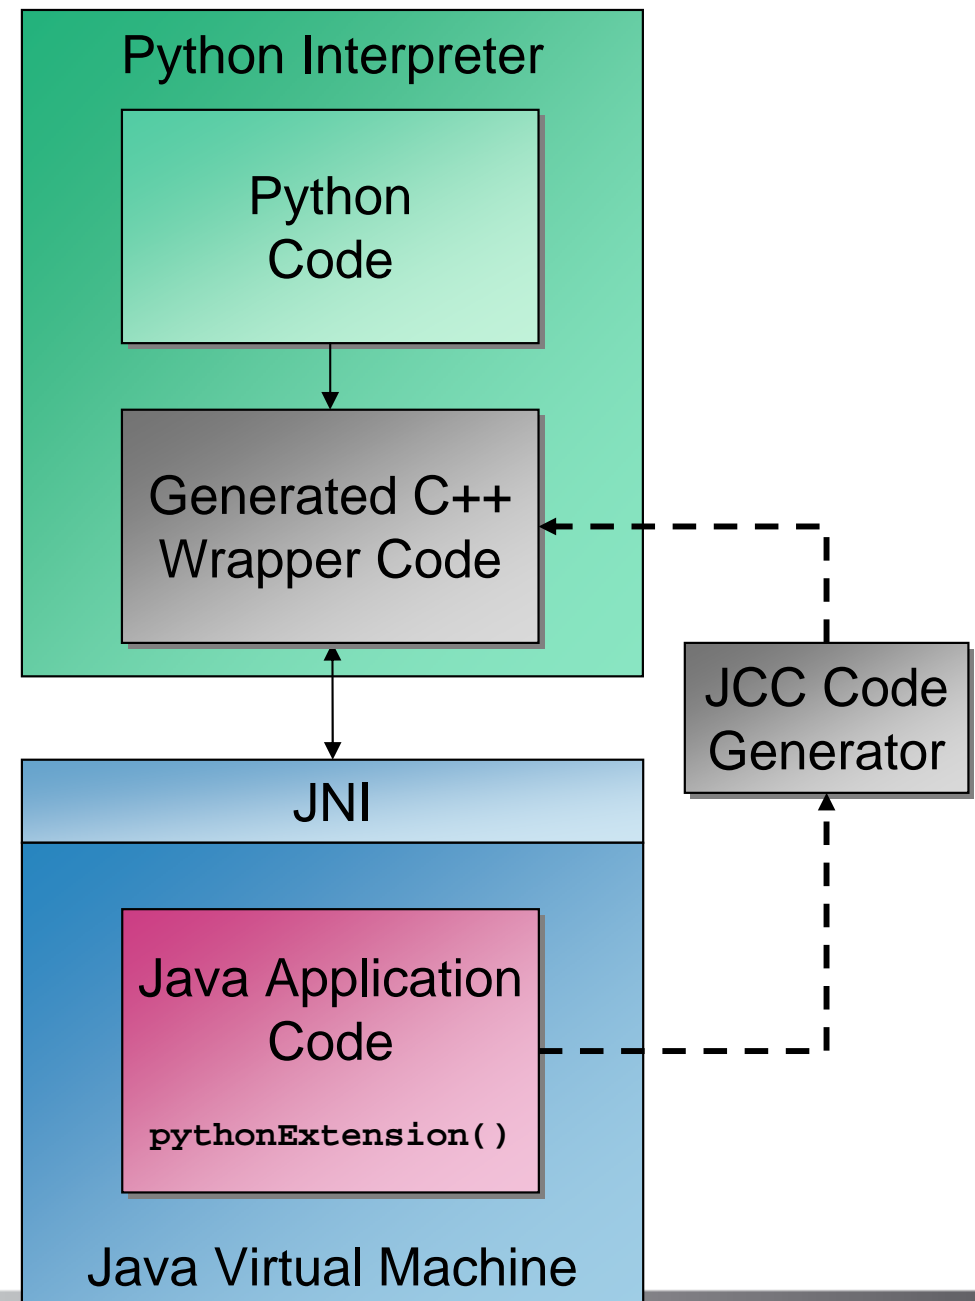 Python Interpreter
Python
Code
Generated C++
Wrapper Code
JCC Code
Generator
JNI
Java Application
Code
pythonExtension()
Java Virtual Machine